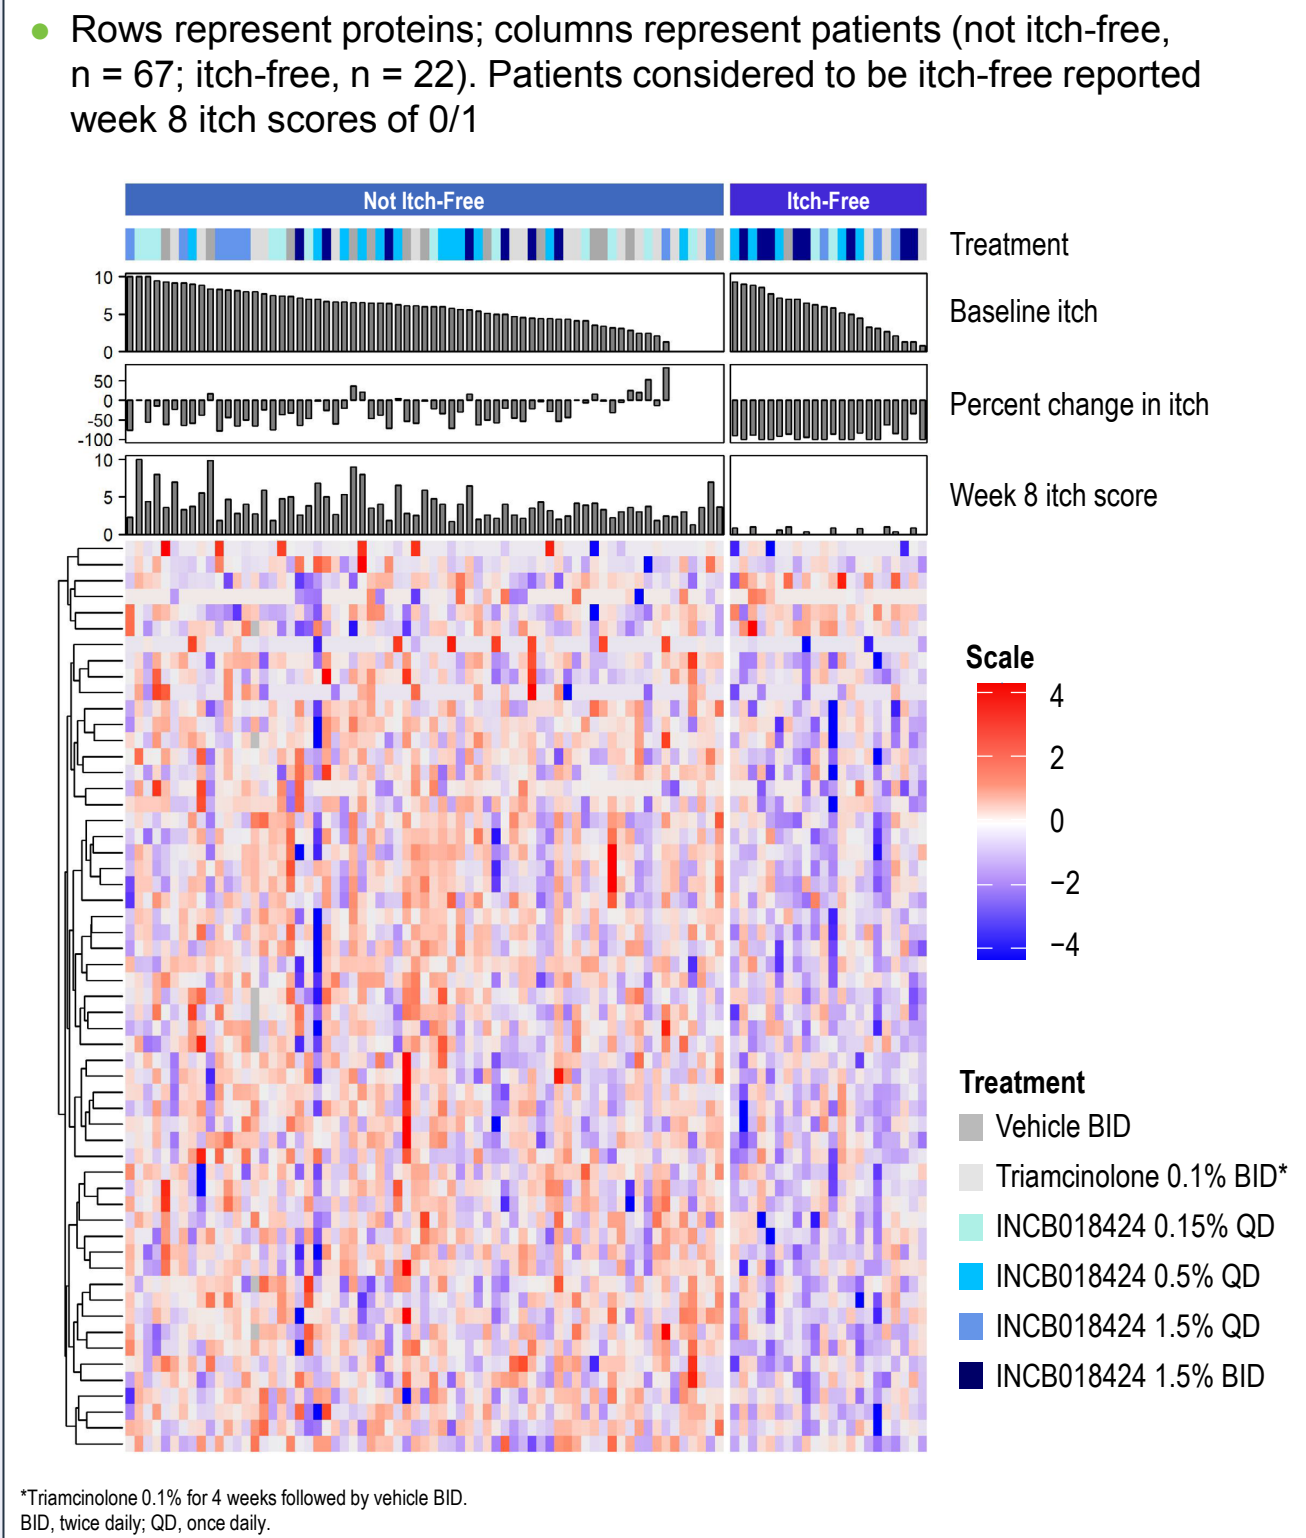 • Rows represent proteins; columns represent patients (not itch-free,
n = 67; itch-free, n = 22). Patients considered to be itch-free reported
week 8 itch scores of 0/1
Not Itch-Free
Itch-Free
Treatment
10
5
0
Baseline itch
50
0
-50
-100
Percent change in itch
10
5
0
Week 8 itch score
Scale
4
2
0
−2
−4
Treatment
Vehicle BID
Triamcinolone 0.1% BID*
INCB018424 0.15% QD
INCB018424 0.5% QD
INCB018424 1.5% QD
INCB018424 1.5% BID
*Triamcinolone 0.1% for 4 weeks followed by vehicle BID.
BID, twice daily; QD, once daily.